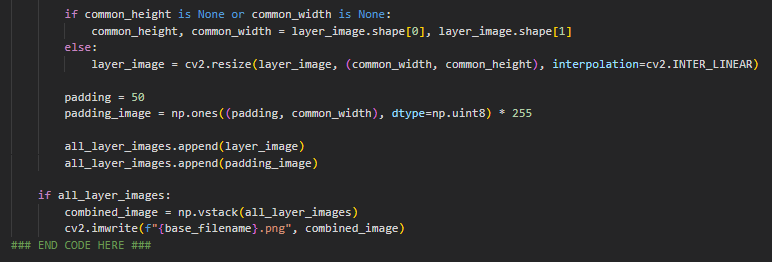 if common_height is None or common_width is None:
common_height, common_width = layer_image.shape[0], layer_image.shape[1]
else:
layer_image = cv2.resize(layer_image, (common_width, common_height), interpolation=cv2.INTER_LINEAR)
padding = 50
padding_image = np.ones((padding, common_width), dtype=np.uint8) * 255
all_layer_images.append(layer_image)
all_layer_images.append(padding_image)
if all_layer_images:
combined_image = np.vstack(all_layer_images)
cv2.imwrite(f"{base_filename}.png", combined_image)
### END CODE HERE ###